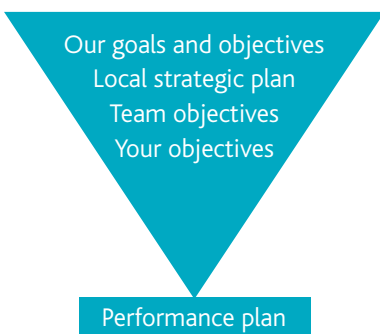 Our goals and objectives
Local strategic plan
Team objectives
Your objectives
Performance plan